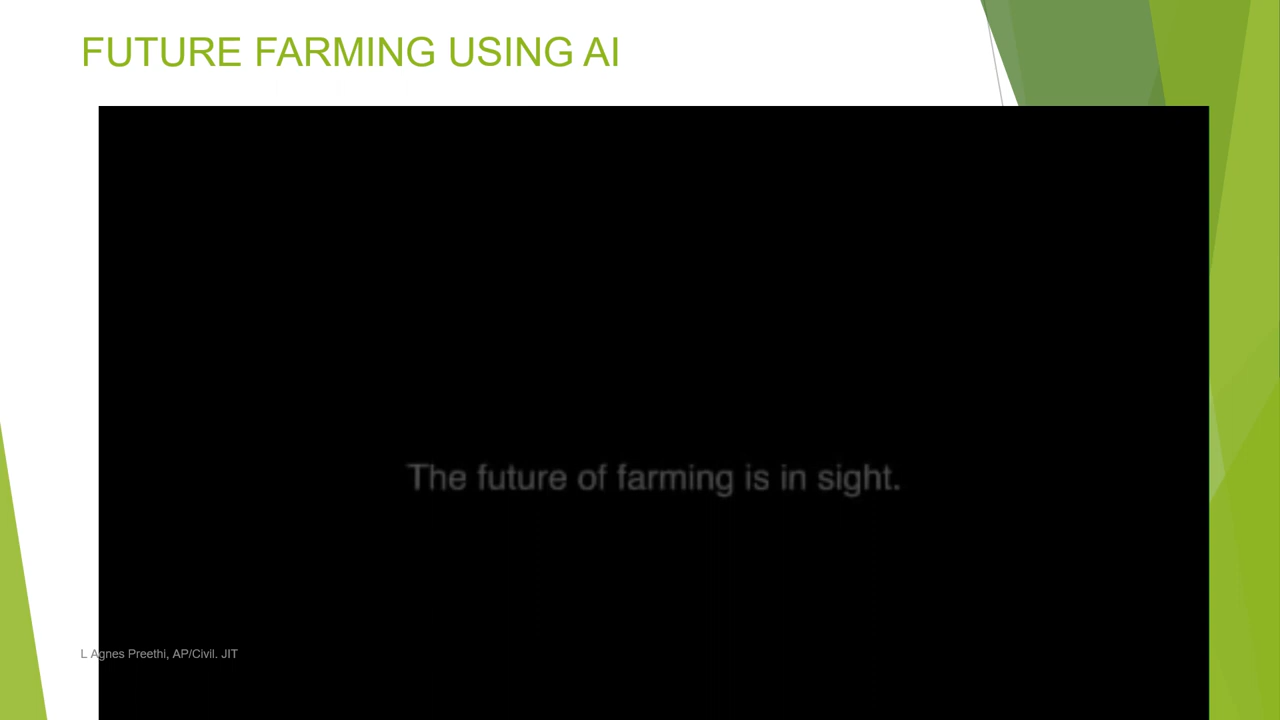 FUTURE FARMING USING AI
The future of farming is in sight.
L Agnes Preethi, AP/Civil. JIT